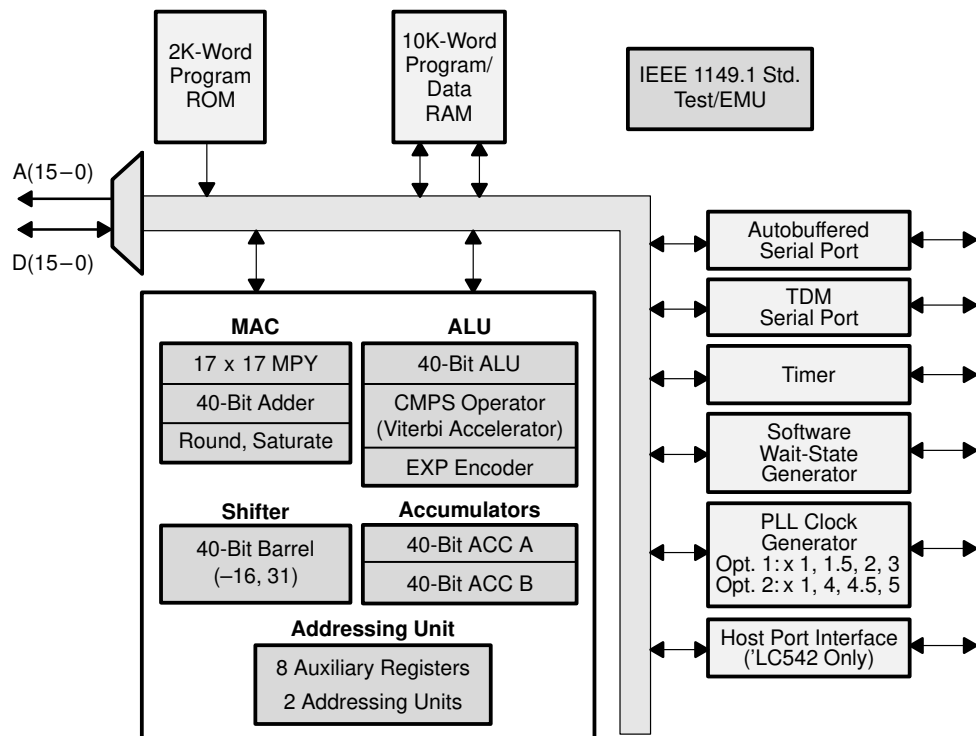 2K-Word
Program
ROM
10K-Word
Program/
Data
RAM
IEEE 1149.1 Std.
Test/EMU
A(15–0)
D(15–0)
MAC
17 x 17 MPY
40-Bit Adder
Round, Saturate
ALU
40-Bit ALU
CMPS Operator
(Viterbi Accelerator)
EXP Encoder
Shifter
40-Bit Barrel
(–16, 31)
Accumulators
40-Bit ACC A
40-Bit ACC B
Addressing Unit
8 Auxiliary Registers
2 Addressing Units
Autobuffered
Serial Port
TDM
Serial Port
Timer
Software
Wait-State
Generator
PLL Clock
Generator
Opt. 1: x 1, 1.5, 2, 3
Opt. 2: x 1, 4, 4.5, 5
Host Port Interface
('LC542 Only)